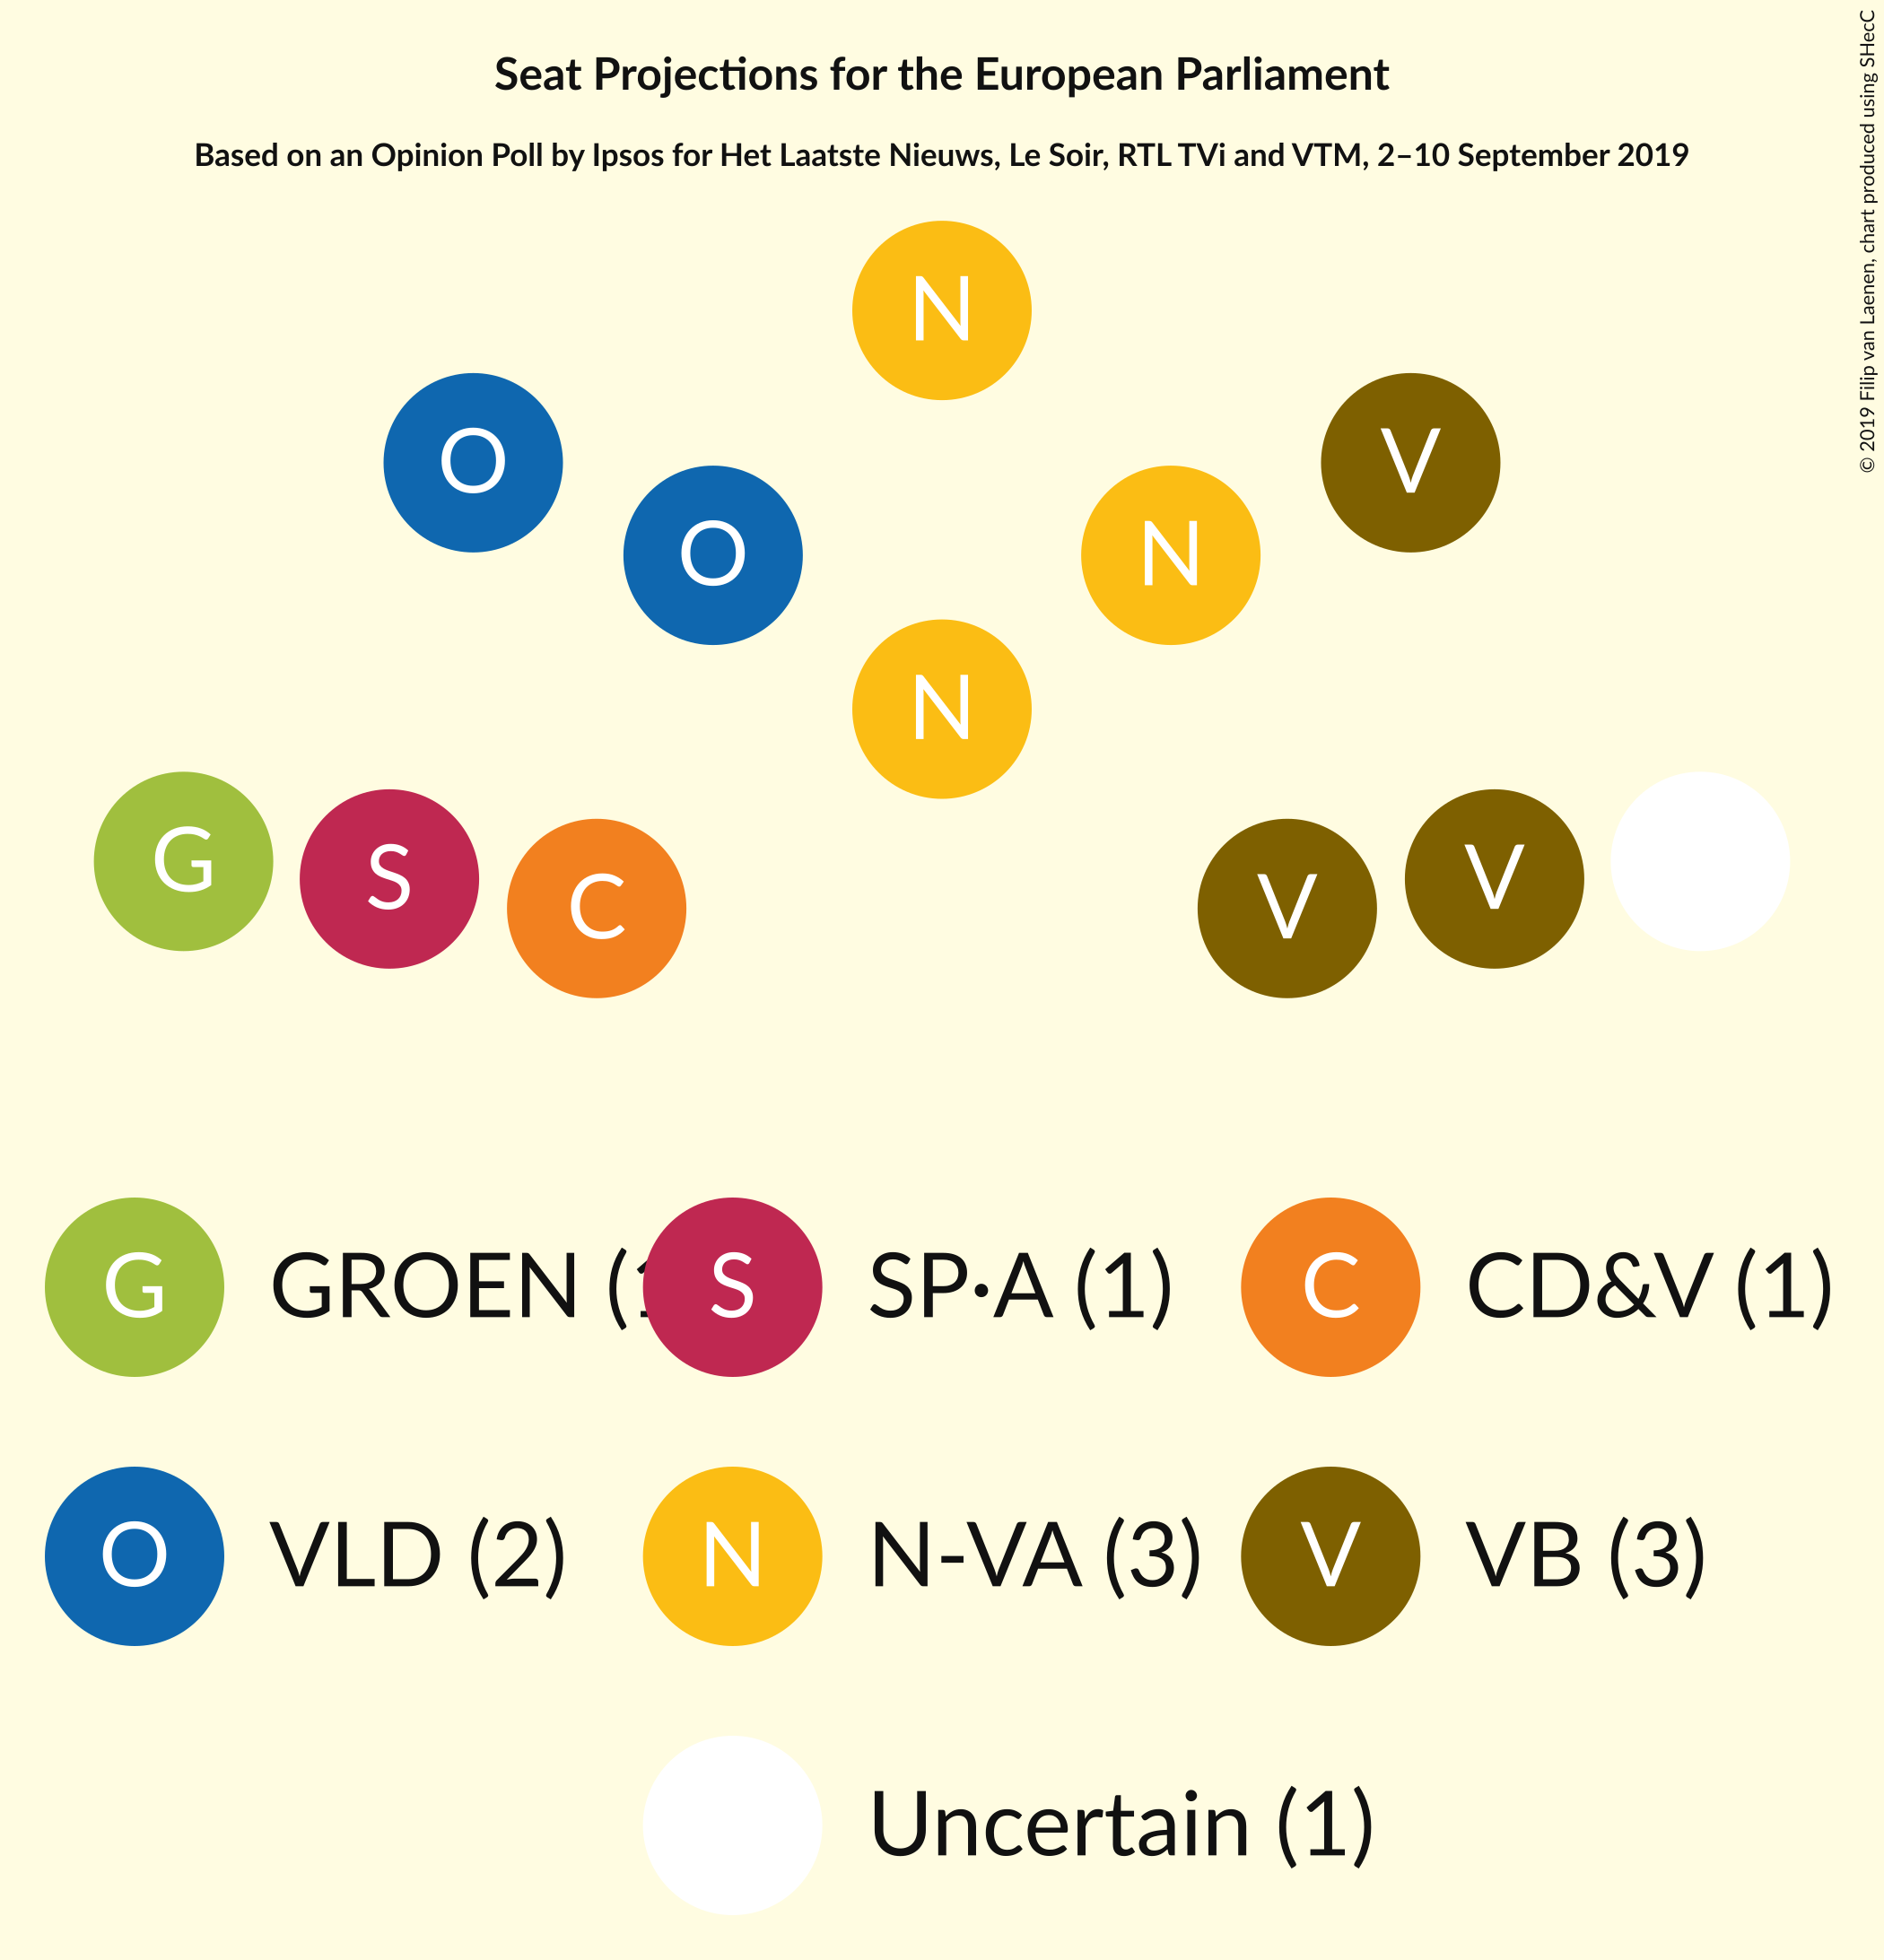 Seat Projections for the European Parliament
Based on an Opinion Poll by Ipsos for Het Laatste Nieuws, Le Soir, RTL TVi and VTM, 2–10 September 2019
© 2019 Filip van Laenen, chart produced using SHecC
N
O
V
O
N
N
G
S
C
V
V
G GROEN (1
S SP·A (1)
C CD&V (1)
O VLD (2)
N N-VA (3)
V VB (3)
Uncertain (1)